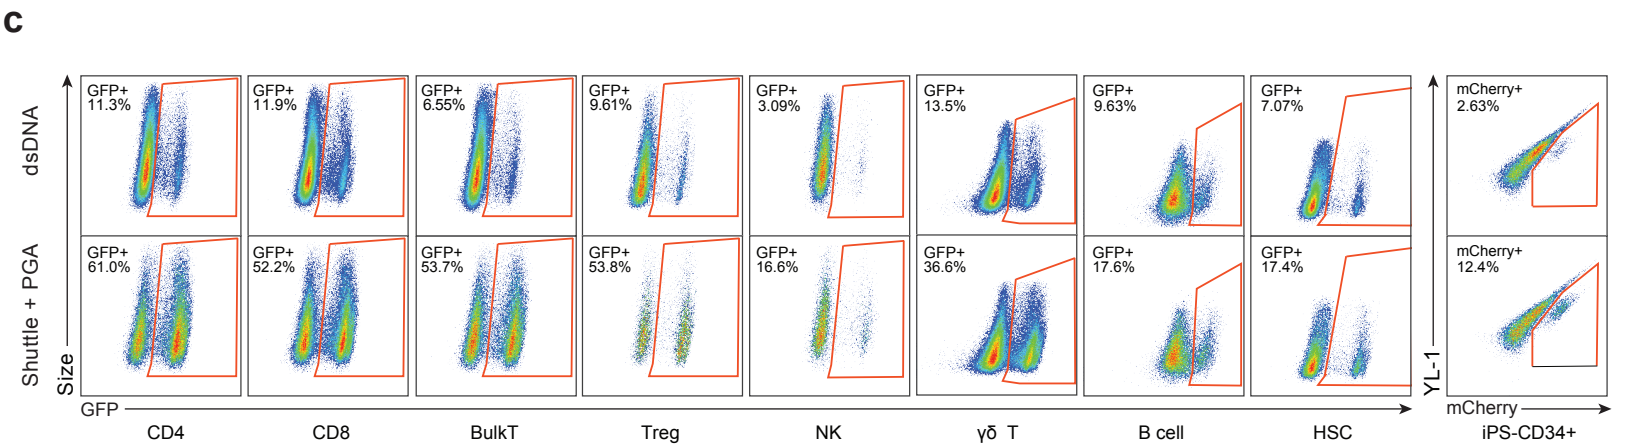 c
dsDNA
GFP+
11.3%
GFP+
11.9%
GFP+
6.55%
GFP+
9.61%
GFP+
3.09%
GFP+
13.5%
GFP+
9.63%
GFP+
7.07%
mCherry+
2.63%
Shuttle + PGA
GFP+
61.0%
GFP+
52.2%
GFP+
53.7%
GFP+
53.8%
GFP+
16.6%
GFP+
36.6%
GFP+
17.6%
GFP+
17.4%
mCherry+
12.4%
Size
YL-1
GFP
mCherry
CD4
CD8
BulkT
Treg
NK
γδ T
B cell
HSC
iPS-CD34+